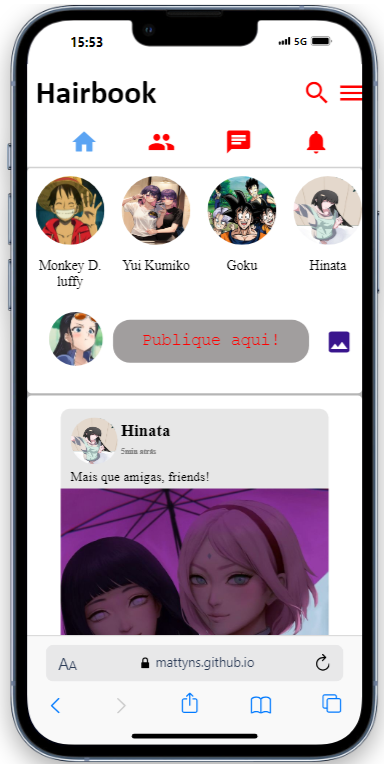 15:53
5G
Hairbook
Monkey D.
luffy
Yui Kumiko
Goku
Hinata
Publique aqui!
Hinata
5min atrás
Mais que amigas, friends!
AA
mattyns.github.io